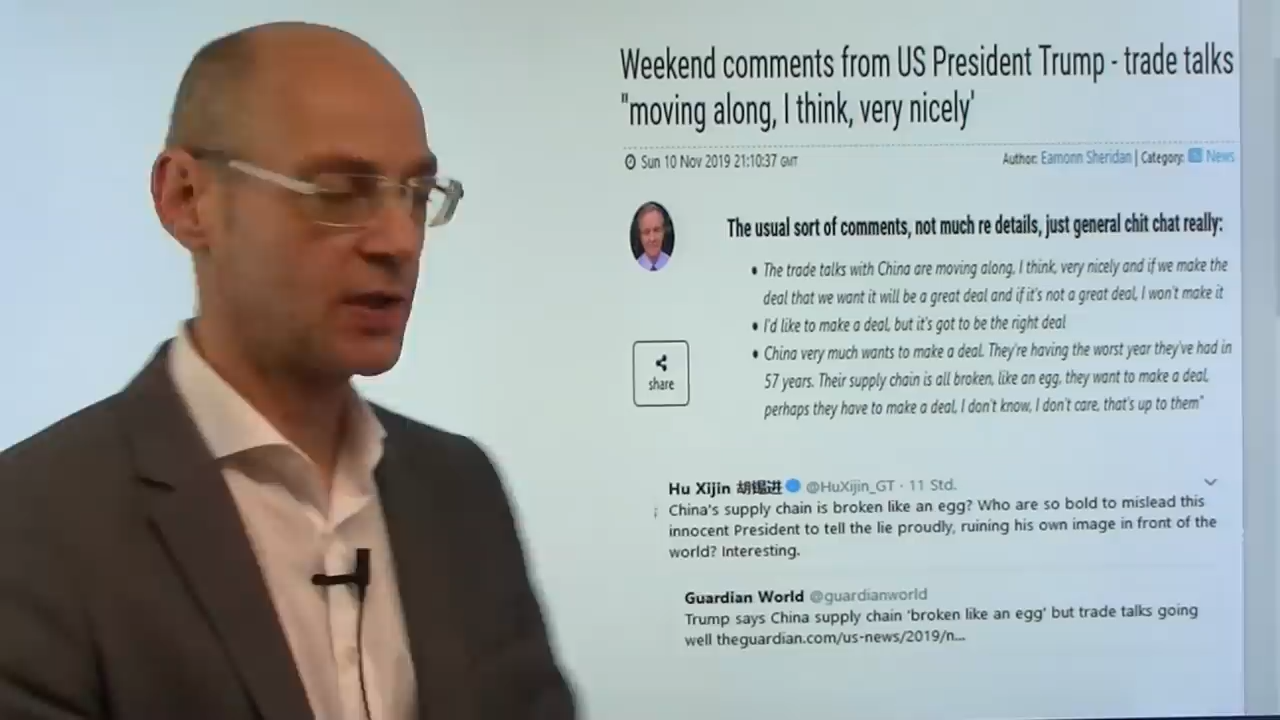 Weekend comments from US President Trump - trade talks
"moving along, I think, very nicely'
Sun 10 Nov 2019 21:10:37 GMT
Author: Eamonn Sheridan | Category: News
The usual sort of comments, not much re details, just general chit chat really:
• The trade talks with China are moving along, I think, very nicely and if we make the
deal that we want it will be a great deal and if it's not a great deal, I won't make it
• I'd like to make a deal, but it's got to be the right deal
• China very much wants to make a deal. They're having the worst year they've had in
57 years. Their supply chain is all broken, like an egg, they want to make a deal,
perhaps they have to make a deal, I don't know, I don't care, that's up to them"
share
Hu Xijin 胡锡进 @HuXijin_GT · 11 Std.
China's supply chain is broken like an egg? Who are so bold to mislead this
innocent President to tell the lie proudly, ruining his own image in front of the
world? Interesting.
Guardian World @guardianworld
Trump says China supply chain 'broken like an egg' but trade talks going
well theguardian.com/us-news/2019/n...